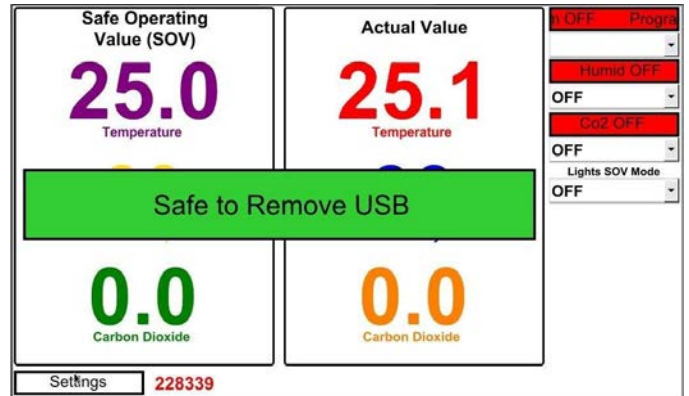 Safe Operating
Value (SOV)
25.0
Temperature
Safe to Remove USB
0.0
Carbon Dioxide
Actual Value
25.1
Temperature
0.0
Carbon Dioxide
n OFF Progra
Humid OFF
OFF
Co2 OFF
OFF
Lights SOV Mode
OFF
Settings
228339